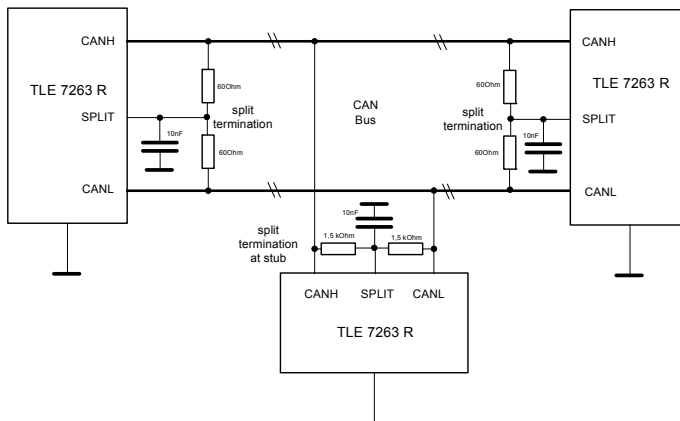 CANH
TLE 7263 R
SPLIT
CANL
60Ohm
split
termination
10nF
60Ohm
CAN
Bus
60Ohm
split
termination
10nF
60Ohm
CANH
TLE 7263 R
SPLIT
CANL
split
termination
at stub
10nF
1,5 kOhm
1,5 kOhm
CANH SPLIT CANL
TLE 7263 R